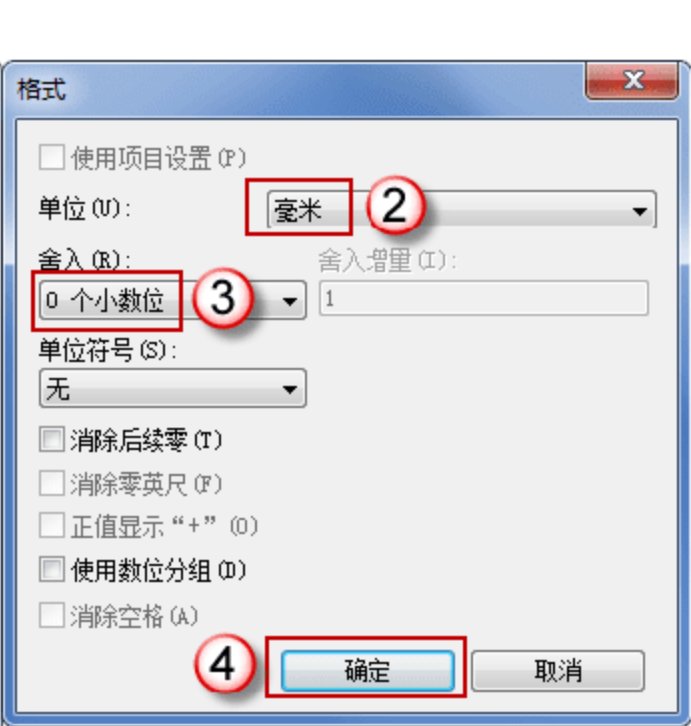 格式
使用项目设置(P)
单位(U): 毫米 2
舍入(R): 舍入增量(I):
0 个小数位 3 1
单位符号(S):
无
消除后续零(T)
消除零英尺(F)
正值显示“+”(O)
使用数位分组(D)
消除空格(A)
4 确定 取消